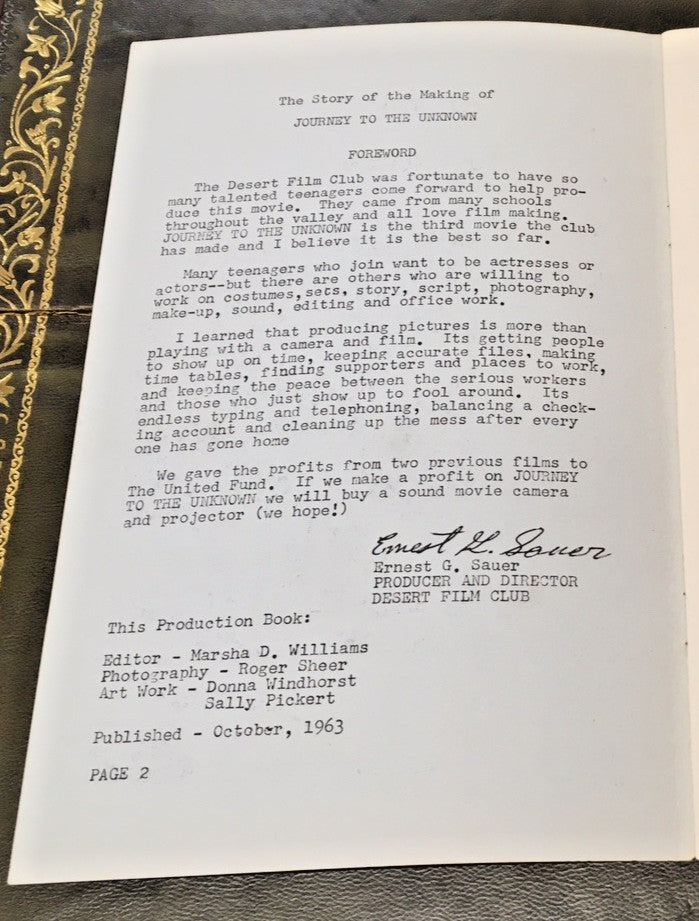 The Story of the Making of
JOURNEY TO THE UNKNOWN
FOREWORD
The Desert Film Club was fortunate to have so
many talented teenagers come forward to help pro-
duce this movie. They came from many schools
throughout the valley and all love film making.
JOURNEY TO THE UNKNOWN is the third movie the club
has made and I believe it is the best so far.
Many teenagers who join want to be actresses or
actors--but there are others who are willing to
work on costumes, sets, story, script, photography,
make-up, sound, editing and office work.
I learned that producing pictures is more than
playing with a camera and film. Its getting people
to show up on time, keeping accurate files, making
time tables, finding supporters and places to work,
and keeping the peace between the serious workers
and those who just show up to fool around. Its
endless typing and telephoning, balancing a check-
ing account and cleaning up the mess after every
one has gone home
We gave the profits from two previous films to
The United Fund. If we make a profit on JOURNEY
TO THE UNKNOWN we will buy a sound movie camera
and projector (we hope!)
Ernest G. Sauer
Ernest G. Sauer
PRODUCER AND DIRECTOR
DESERT FILM CLUB
This Production Book:
Editor - Marsha D. Williams
Photography - Roger Sheer
Art Work - Donna Windhorst
Sally Pickert
Published - October, 1963
PAGE 2